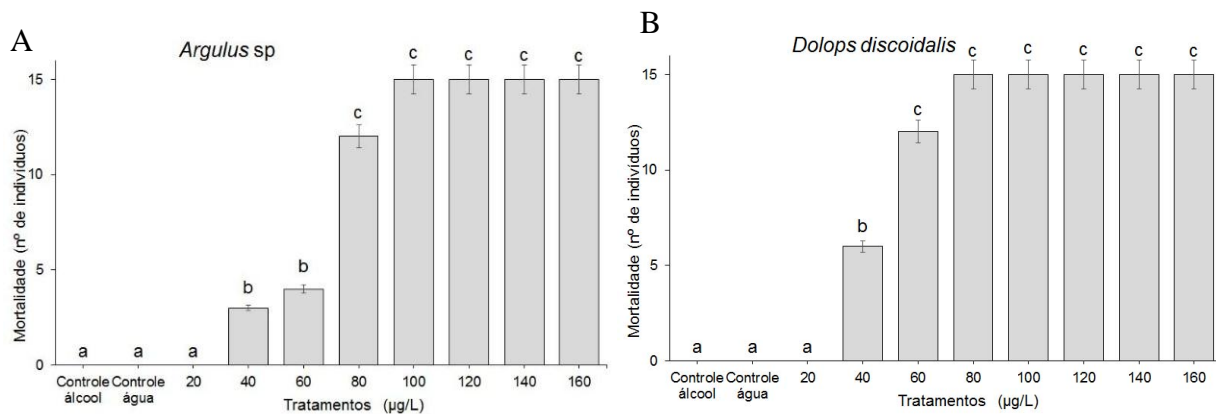 A
Argulus sp
Mortalidade (nº de indivíduos)
15
10
5
0
c c c c
c
b
b
a a a
Controle álcool
Controle água
20 40 60 80 100 120 140 160
Tratamentos (µg/L)
B
Dolops discoidalis
Mortalidade (nº de indivíduos)
15
10
5
0
c c c c c
c
b
a a a
Controle álcool
Controle água
20 40 60 80 100 120 140 160
Tratamentos (µg/L)